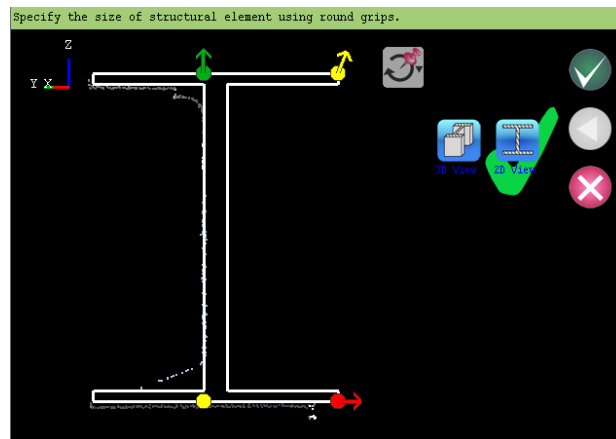 Specify the size of structural element using round grips.
Z
Y X
3D View
2D View